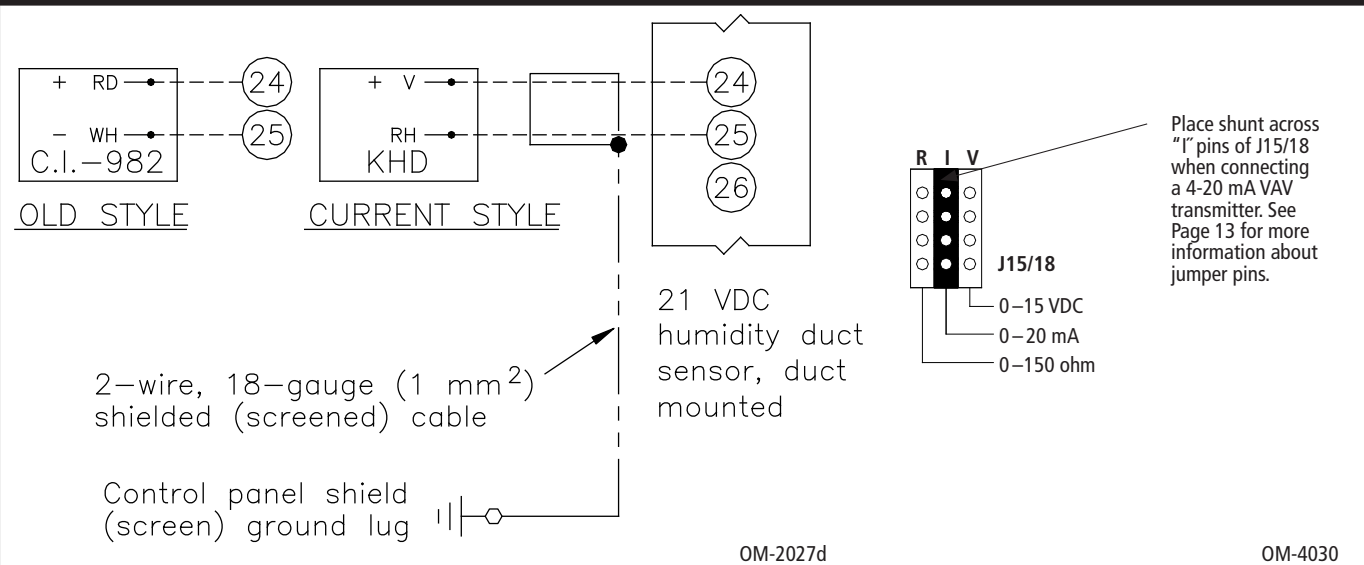 + RD
24
- WH
25
C.I.-982
OLD STYLE
+ V
RH
KHD
CURRENT STYLE
24
25
26
21 VDC
humidity duct
sensor, duct
mounted
2-wire, 18-gauge (1 mm²)
shielded (screened) cable
Control panel shield
(screen) ground lug
OM-2027d
R I V
J15/18
0–15 VDC
0–20 mA
0–150 ohm
Place shunt across
"I" pins of J15/18
when connecting
a 4-20 mA VAV
transmitter. See
Page 13 for more
information about
jumper pins.
OM-4030